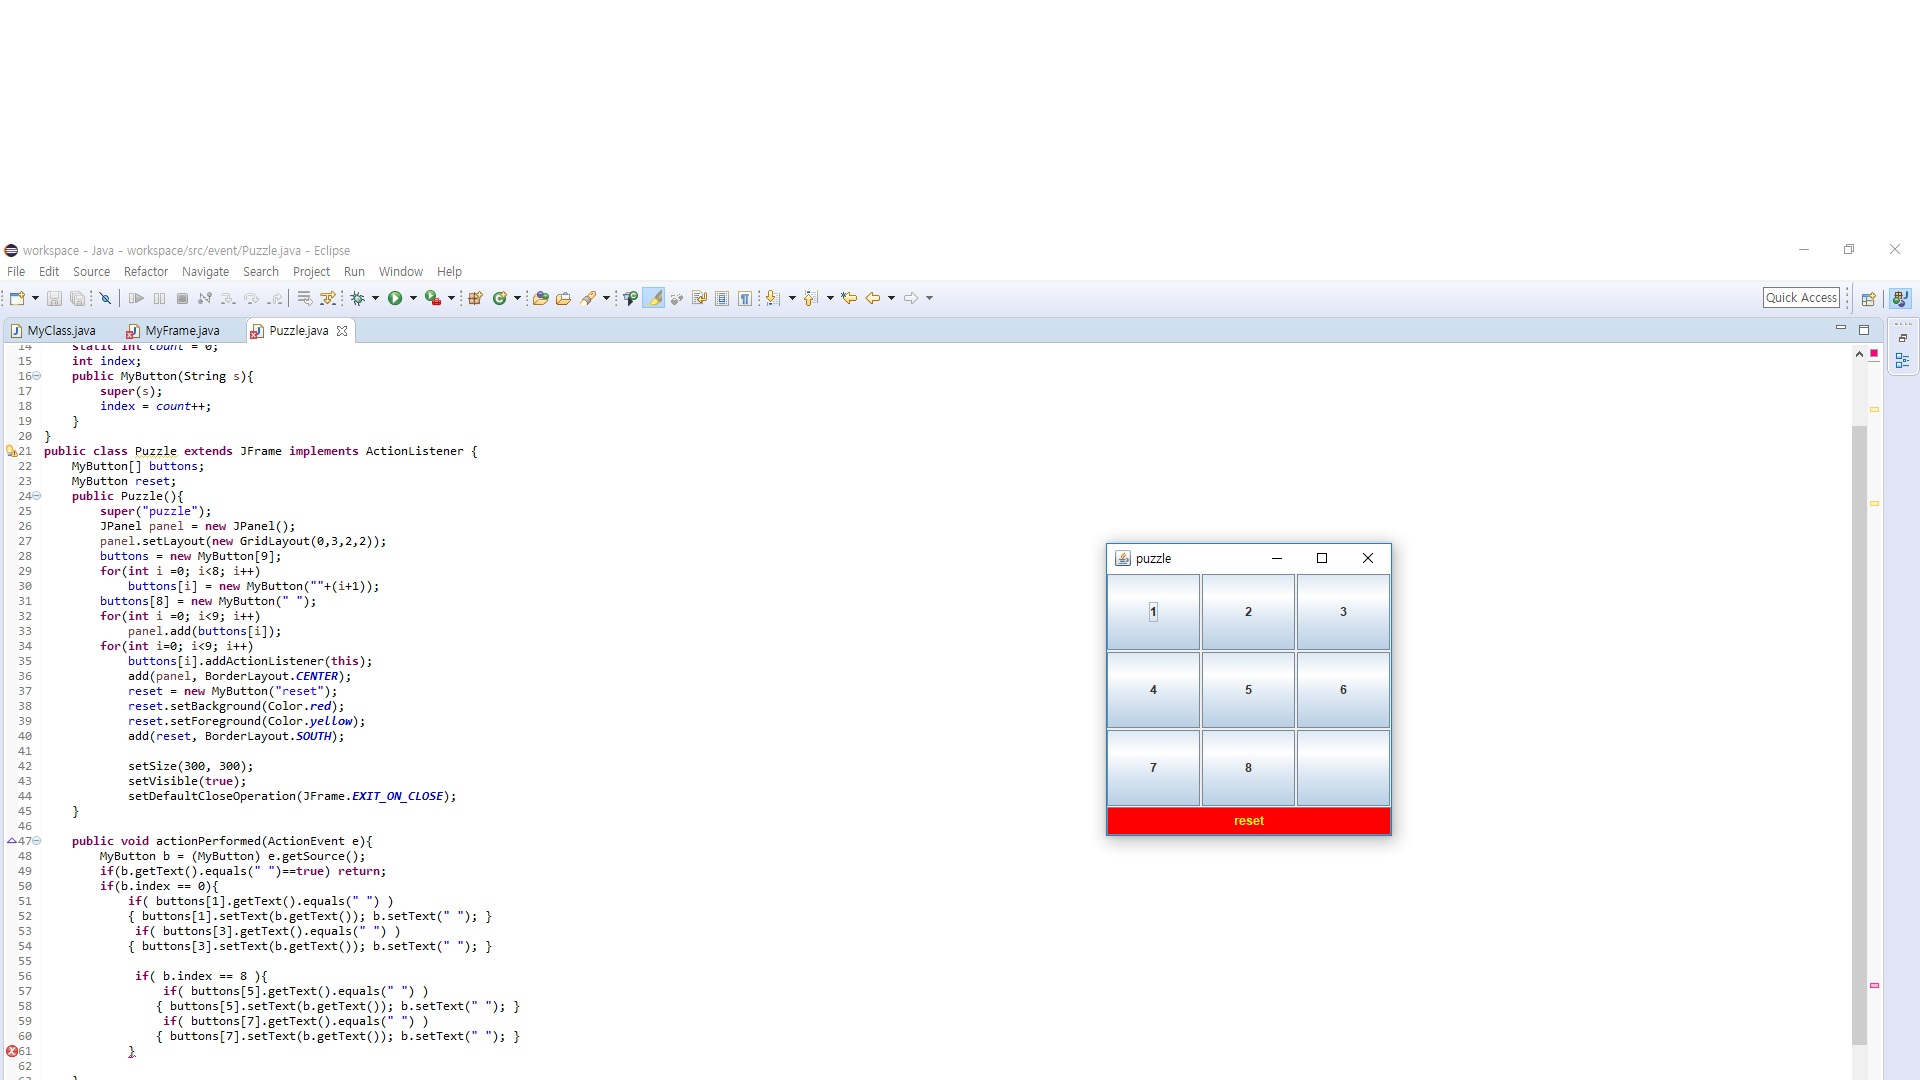 workspace - Java - workspace/src/event/Puzzle.java - Eclipse
File Edit Source Refactor Navigate Search Project Run Window Help
Quick Access
MyClass.java MyFrame.java Puzzle.java
14 static int count = 0;
15 int index;
16 public MyButton(String s){
17 super(s);
18 index = count++;
19 }
20 }
21 public class Puzzle extends JFrame implements ActionListener {
22 MyButton[] buttons;
23 MyButton reset;
24 public Puzzle(){
25 super("puzzle");
26 JPanel panel = new JPanel();
27 panel.setLayout(new GridLayout(0,3,2,2));
28 buttons = new MyButton[9];
29 for(int i =0; i<8; i++)
30 buttons[i] = new MyButton(""+(i+1));
31 buttons[8] = new MyButton(" ");
32 for(int i =0; i<9; i++)
33 panel.add(buttons[i]);
34 for(int i=0; i<9; i++)
35 buttons[i].addActionListener(this);
36 add(panel, BorderLayout.CENTER);
37 reset = new MyButton("reset");
38 reset.setBackground(Color.red);
39 reset.setForeground(Color.yellow);
40 add(reset, BorderLayout.SOUTH);
41
42 setSize(300, 300);
43 setVisible(true);
44 setDefaultCloseOperation(JFrame.EXIT_ON_CLOSE);
45 }
46
47 public void actionPerformed(ActionEvent e){
48 MyButton b = (MyButton) e.getSource();
49 if(b.getText().equals(" ")==true) return;
50 if(b.index == 0){
51 if( buttons[1].getText().equals(" ") )
52 { buttons[1].setText(b.getText()); b.setText(" "); }
53 if( buttons[3].getText().equals(" ") )
54 { buttons[3].setText(b.getText()); b.setText(" "); }
55
56 if( b.index == 8 ){
57 if( buttons[5].getText().equals(" ") )
58 { buttons[5].setText(b.getText()); b.setText(" "); }
59 if( buttons[7].getText().equals(" ") )
60 { buttons[7].setText(b.getText()); b.setText(" "); }
61 }
62
63 }
puzzle
1 2 3
4 5 6
7 8
reset